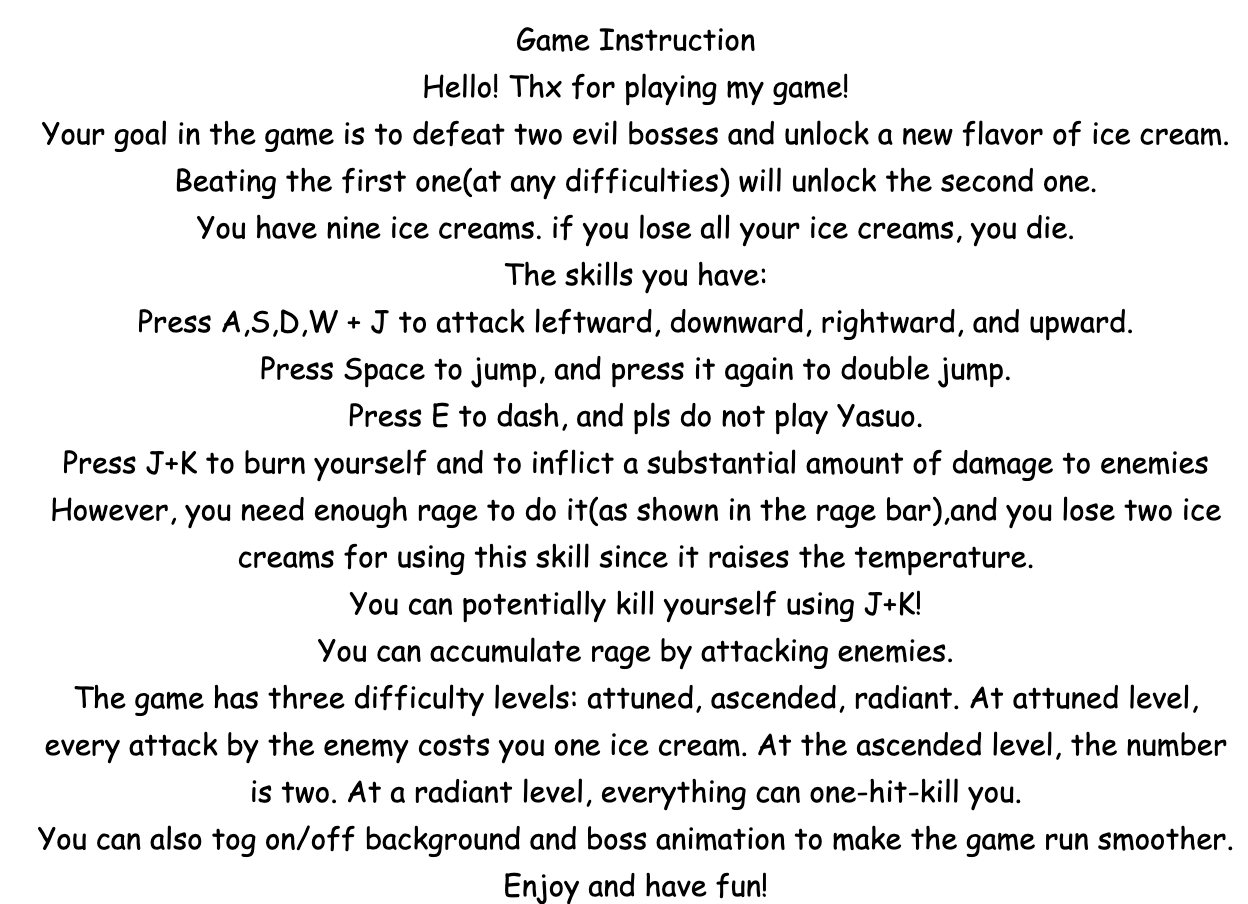 Game Instruction
Hello! Thx for playing my game!
Your goal in the game is to defeat two evil bosses and unlock a new flavor of ice cream.
Beating the first one(at any difficulties) will unlock the second one.
You have nine ice creams. if you lose all your ice creams, you die.
The skills you have:
Press A,S,D,W + J to attack leftward, downward, rightward, and upward.
Press Space to jump, and press it again to double jump.
Press E to dash, and pls do not play Yasuo.
Press J+K to burn yourself and to inflict a substantial amount of damage to enemies
However, you need enough rage to do it(as shown in the rage bar),and you lose two ice
creams for using this skill since it raises the temperature.
You can potentially kill yourself using J+K!
You can accumulate rage by attacking enemies.
The game has three difficulty levels: attuned, ascended, radiant. At attuned level,
every attack by the enemy costs you one ice cream. At the ascended level, the number
is two. At a radiant level, everything can one-hit-kill you.
You can also tog on/off background and boss animation to make the game run smoother.
Enjoy and have fun!